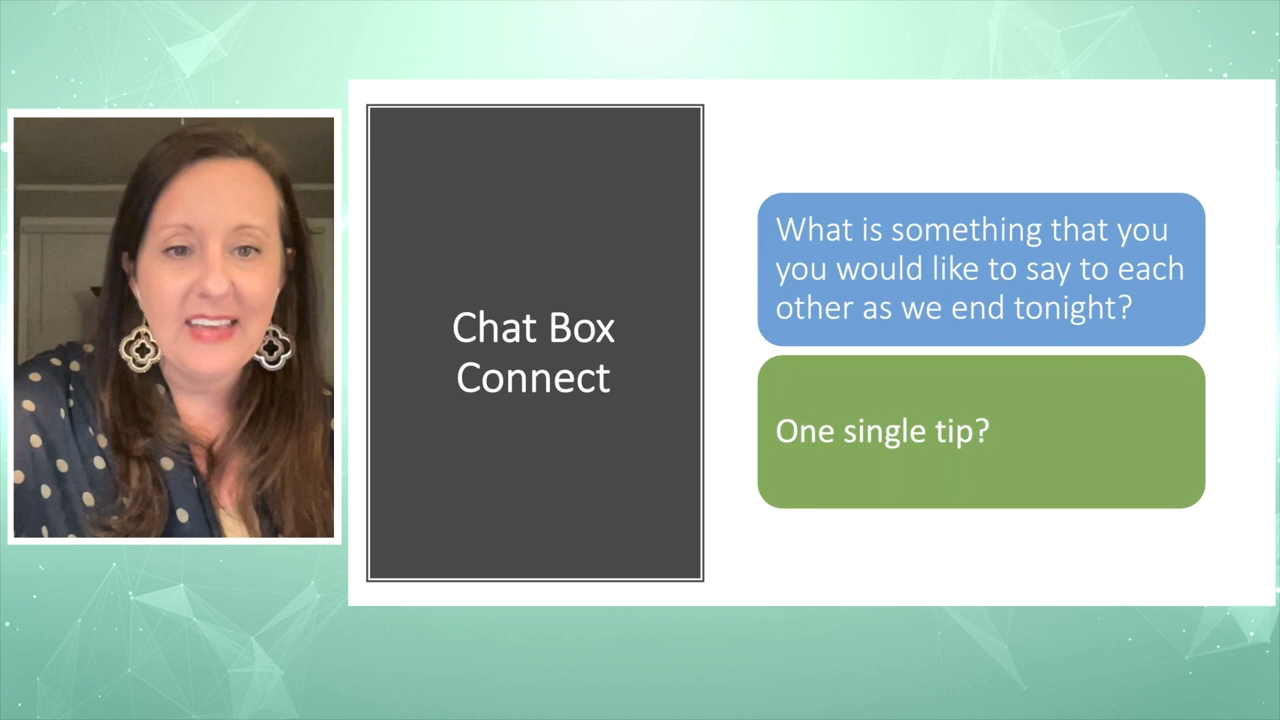 Chat Box
Connect
What is something that you
you would like to say to each
other as we end tonight?
One single tip?